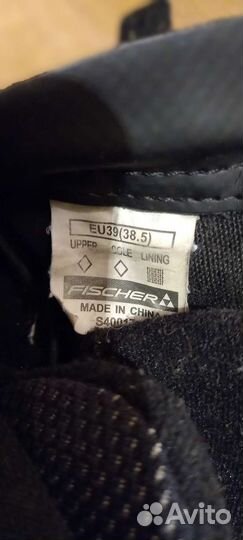 EU39(38.5)
UPPER SOLE LINING
FISCHER
MADE IN CHINA
Avito